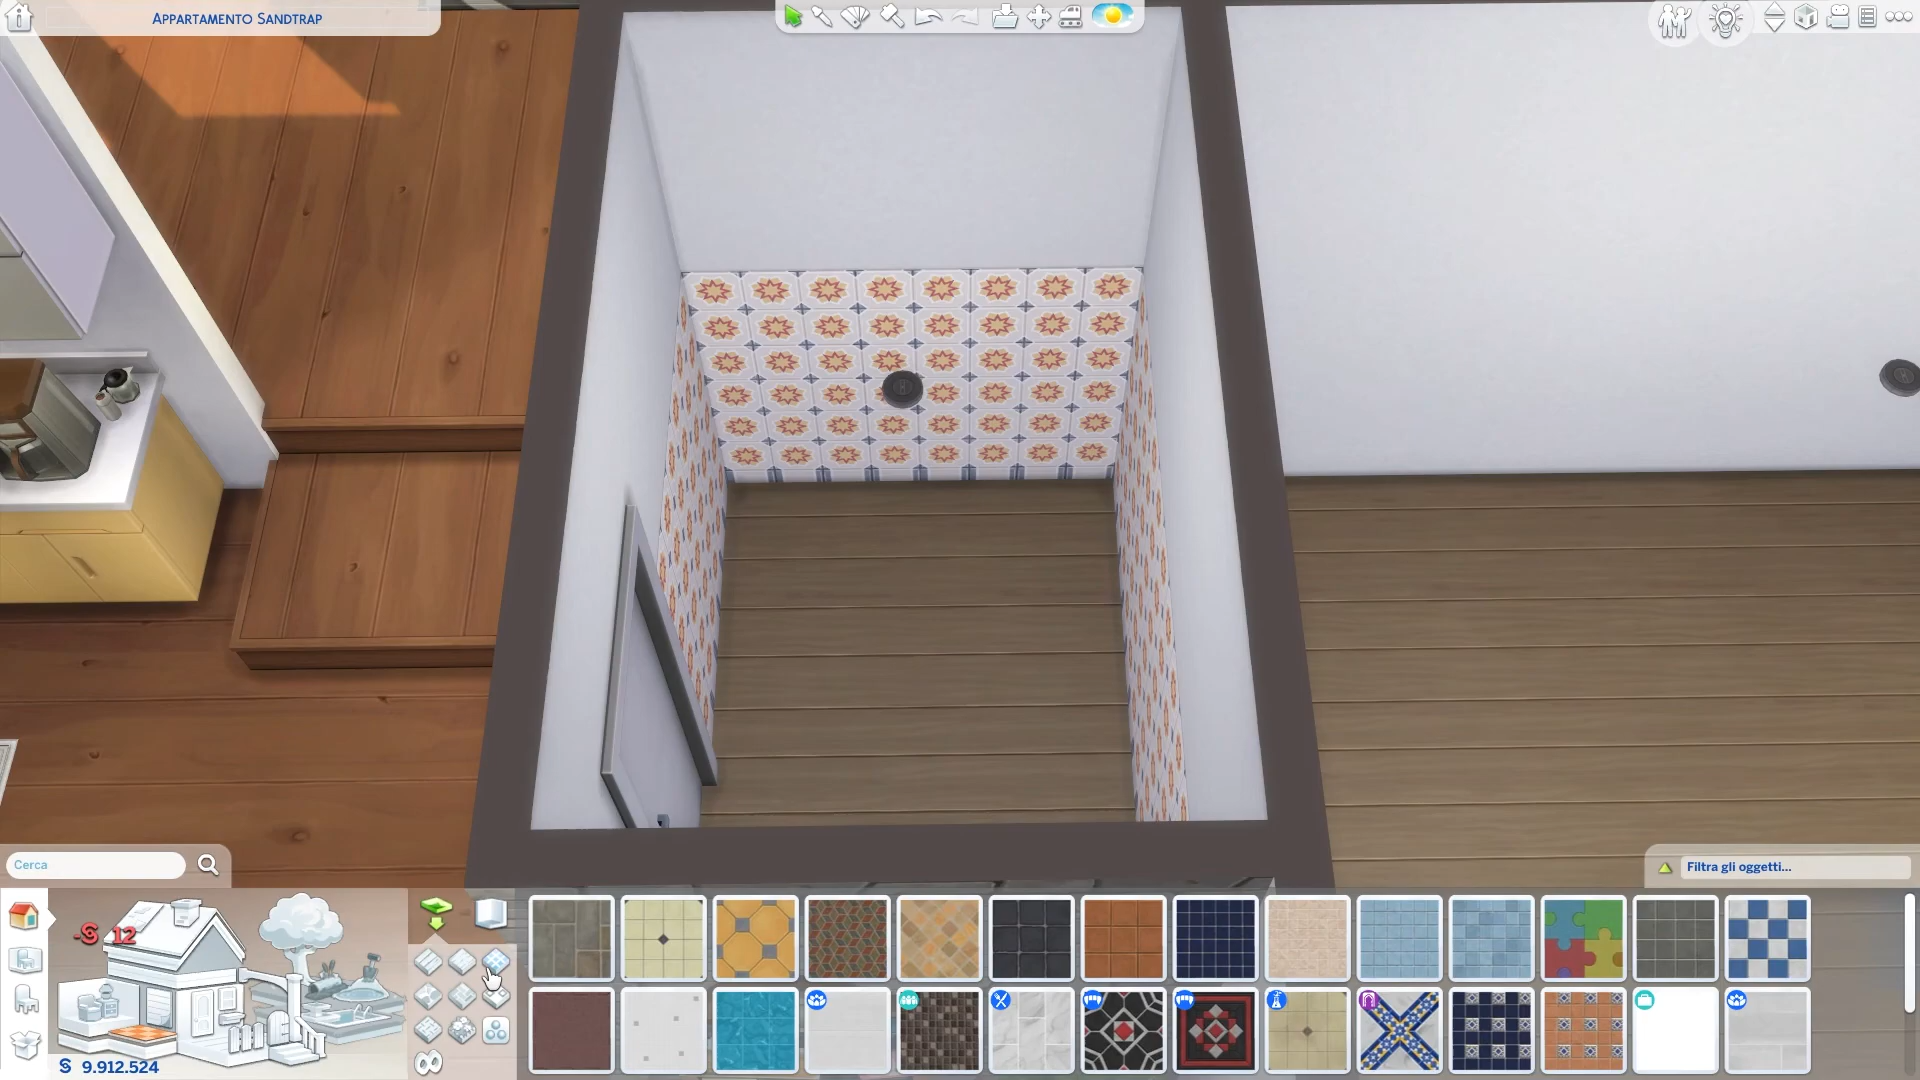 Appartamento Sandtrap
Cerca
Filtra gli oggetti...
-S 12
S 9.912.524